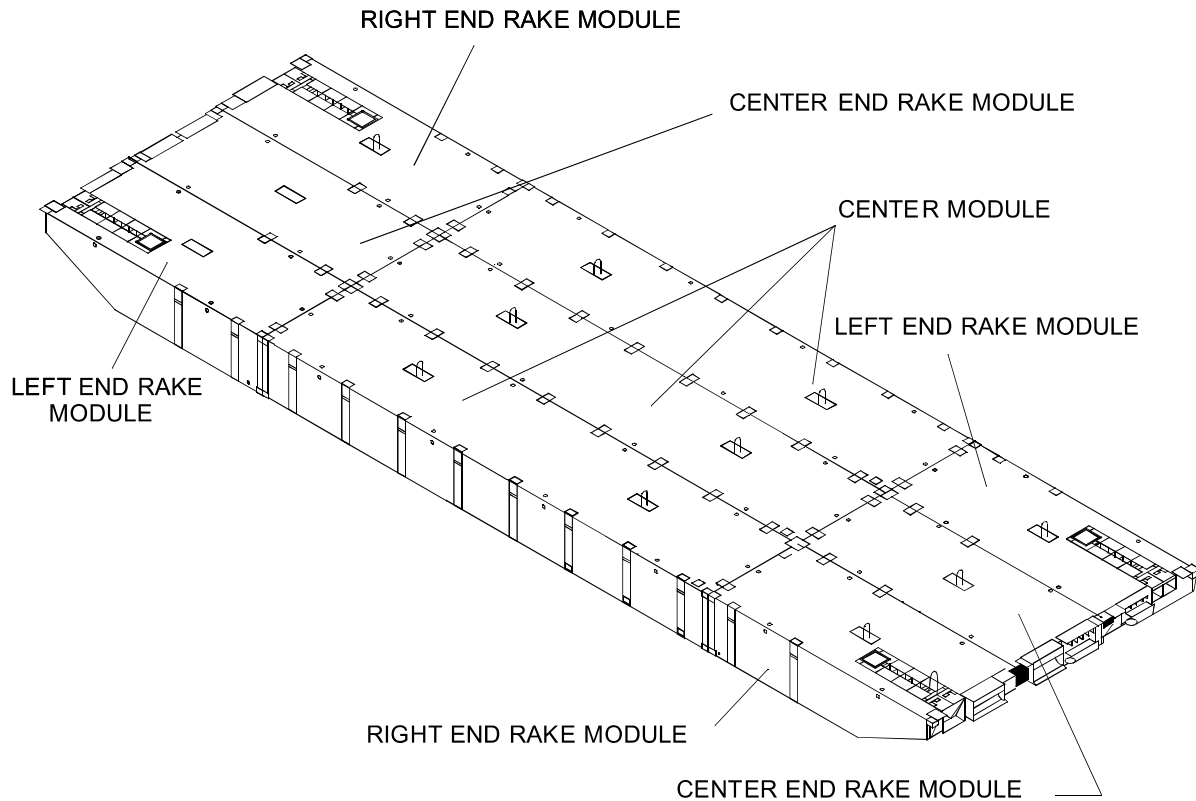 RIGHT END RAKE MODULE
CENTER END RAKE MODULE
CENTER MODULE
LEFT END RAKE MODULE
LEFT END RAKE
MODULE
RIGHT END RAKE MODULE
CENTER END RAKE MODULE